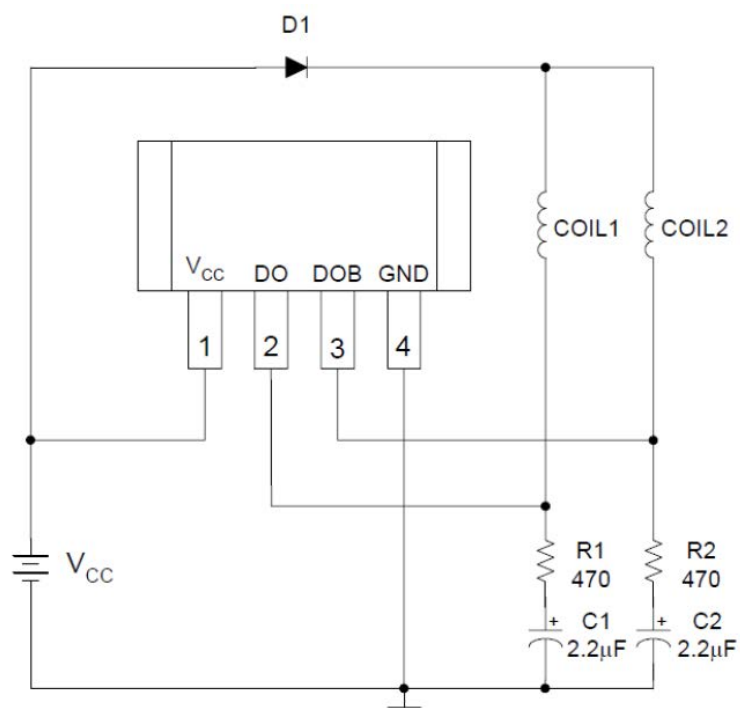 D1
COIL1 COIL2
VCC DO DOB GND
1 2 3 4
VCC
R1
470
R2
470
+ C1
2.2µF
+ C2
2.2µF